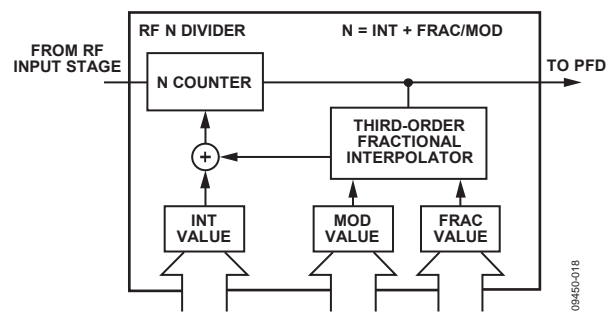 RF N DIVIDER
N = INT + FRAC/MOD
FROM RF
INPUT STAGE
TO PFD
N COUNTER
THIRD-ORDER
FRACTIONAL
INTERPOLATOR
+
INT
VALUE
MOD
VALUE
FRAC
VALUE
09450-018